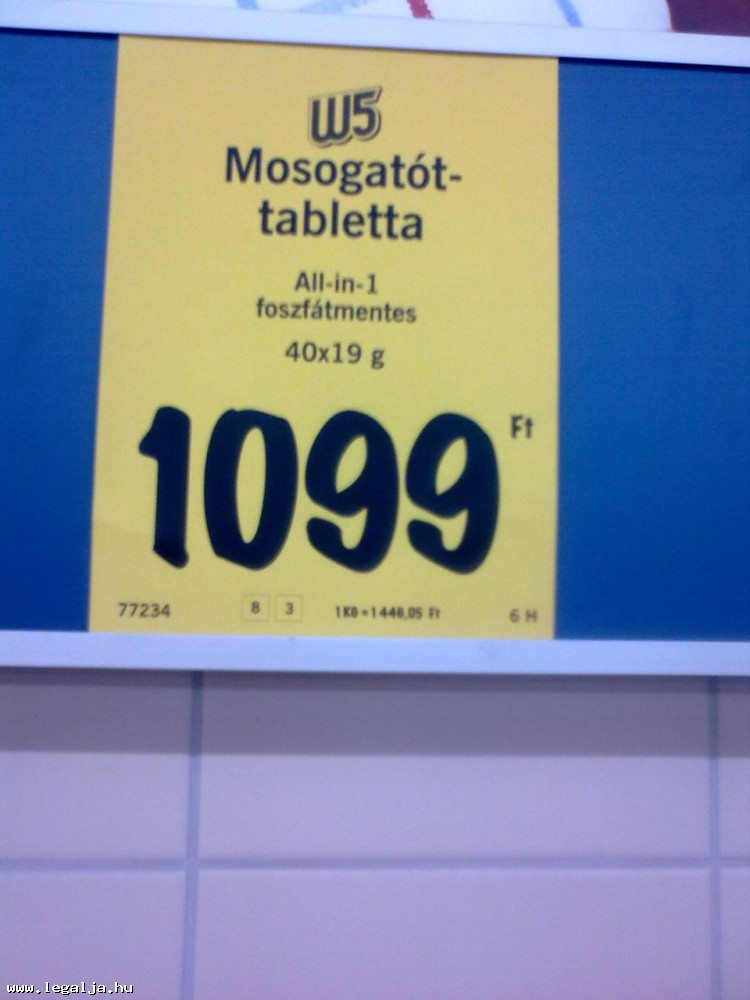 W5
Mosogatót-
tabletta
All-in-1
foszfátmentes
40x19 g
1099 Ft
77234 8 3 1KG=1446,05 Ft 6 H
www.legalja.hu